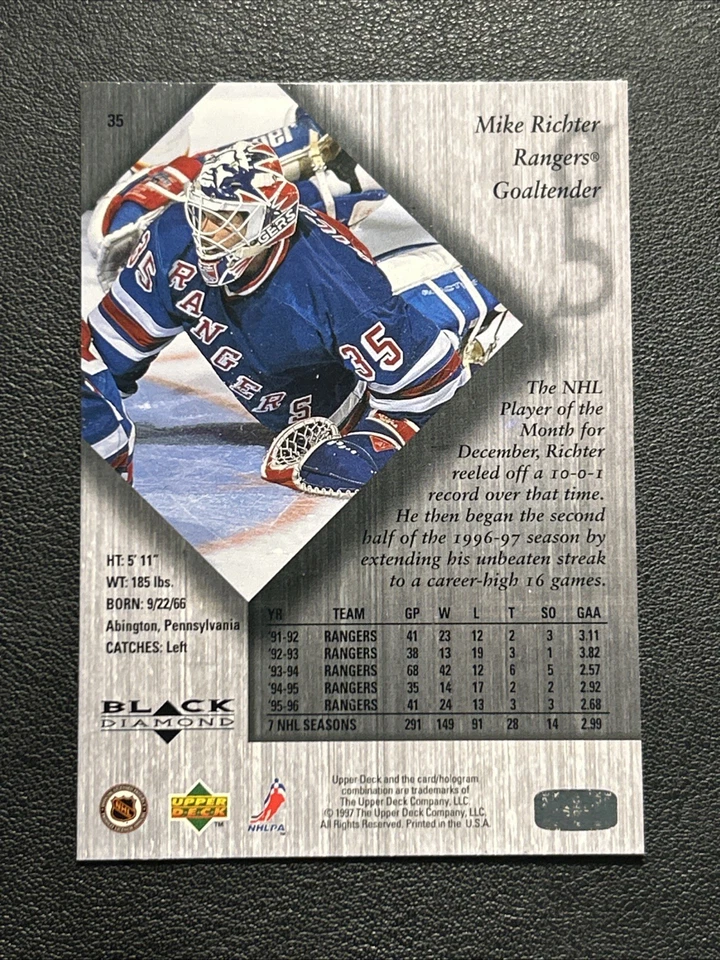 35
Mike Richter
Rangers®
Goaltender
35
RANGERS
35
RANGERS
The NHL
Player of the
Month for
December, Richter
reeled off a 10-0-1
record over that time.
He then began the second
half of the 1996-97 season by
extending his unbeaten streak
to a career-high 16 games.
HT: 5' 11"
WT: 185 lbs.
BORN: 9/22/66
Abington, Pennsylvania
CATCHES: Left
YR TEAM GP W L T SO GAA
'91-92 RANGERS 41 23 12 2 3 3.11
'92-93 RANGERS 38 13 19 3 1 3.82
'93-94 RANGERS 68 42 12 6 5 2.57
'94-95 RANGERS 35 14 17 2 2 2.92
'95-96 RANGERS 41 24 13 3 3 2.68
7 NHL SEASONS 291 149 91 28 14 2.99
BLACK
DIAMOND
NHL
UPPER
DECK
TM
NHLPA
TM
Upper Deck and the card/hologram
combination are trademarks of
The Upper Deck Company, LLC
© 1997 The Upper Deck Company, LLC.
All Rights Reserved. Printed in the U.S.A.